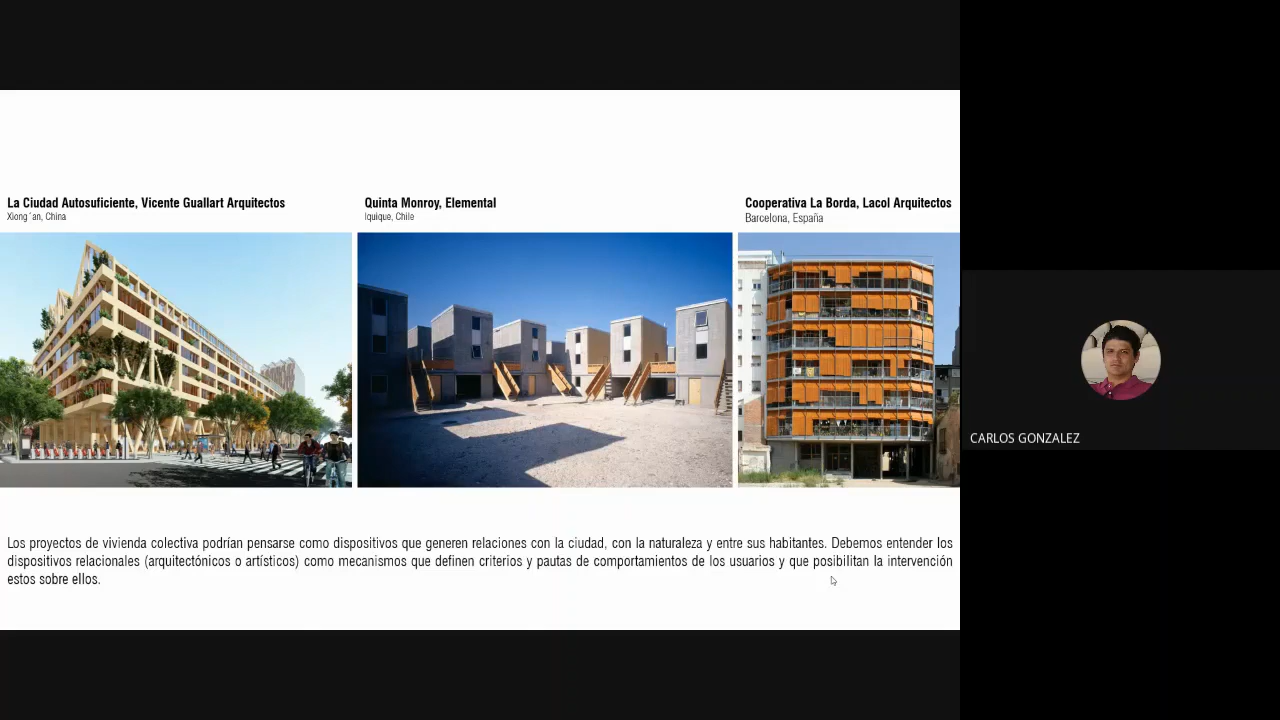 La Ciudad Autosuficiente, Vicente Guallart Arquitectos
Xiong´an, China
Quinta Monroy, Elemental
Iquique, Chile
Cooperativa La Borda, Lacol Arquitectos
Barcelona, España
Los proyectos de vivienda colectiva podrían pensarse como dispositivos que generen relaciones con la ciudad, con la naturaleza y entre sus habitantes. Debemos entender los
dispositivos relacionales (arquitectónicos o artísticos) como mecanismos que definen criterios y pautas de comportamientos de los usuarios y que posibilitan la intervención
estos sobre ellos.
CARLOS GONZALEZ